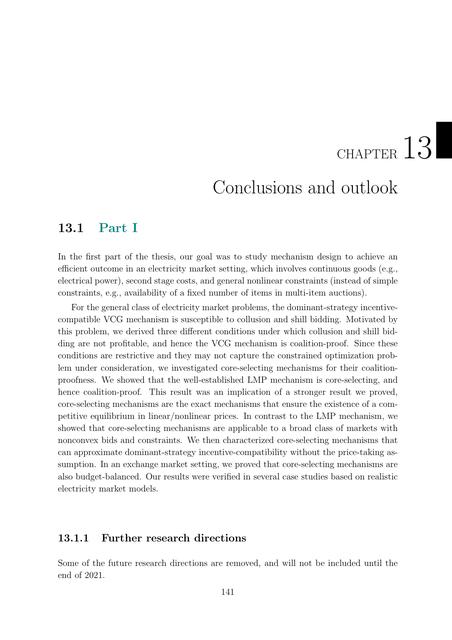 CHAPTER 13
Conclusions and outlook
13.1 Part I
In the first part of the thesis, our goal was to study mechanism design to achieve an
efficient outcome in an electricity market setting, which involves continuous goods (e.g.,
electrical power), second stage costs, and general nonlinear constraints (instead of simple
constraints, e.g., availability of a fixed number of items in multi-item auctions).
For the general class of electricity market problems, the dominant-strategy incentive-
compatible VCG mechanism is susceptible to collusion and shill bidding. Motivated by
this problem, we derived three different conditions under which collusion and shill bid-
ding are not profitable, and hence the VCG mechanism is coalition-proof. Since these
conditions are restrictive and they may not capture the constrained optimization prob-
lem under consideration, we investigated core-selecting mechanisms for their coalition-
proofness. We showed that the well-established LMP mechanism is core-selecting, and
hence coalition-proof. This result was an implication of a stronger result we proved,
core-selecting mechanisms are the exact mechanisms that ensure the existence of a com-
petitive equilibrium in linear/nonlinear prices. In contrast to the LMP mechanism, we
showed that core-selecting mechanisms are applicable to a broad class of markets with
nonconvex bids and constraints. We then characterized core-selecting mechanisms that
can approximate dominant-strategy incentive-compatibility without the price-taking as-
sumption. In an exchange market setting, we proved that core-selecting mechanisms are
also budget-balanced. Our results were verified in several case studies based on realistic
electricity market models.
13.1.1 Further research directions
Some of the future research directions are removed, and will not be included until the
end of 2021.
141